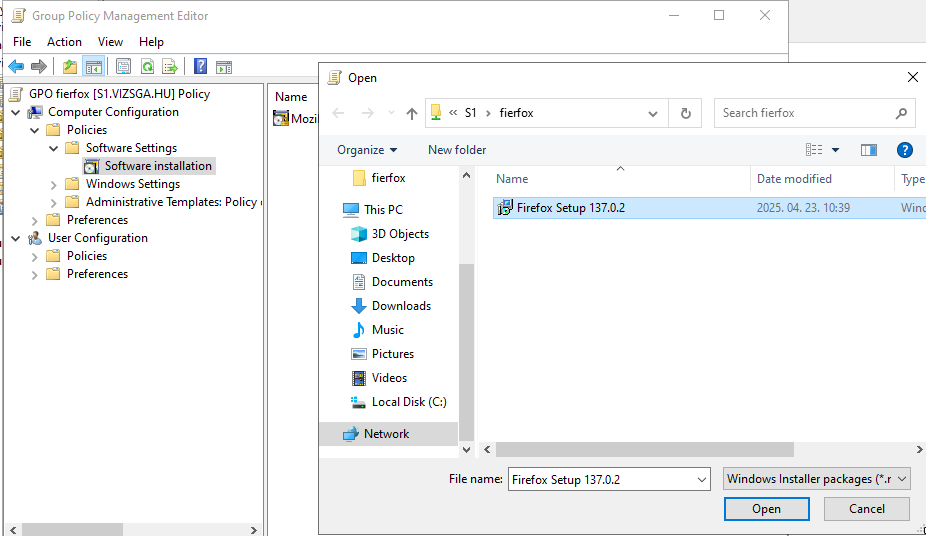 Group Policy Management Editor
File Action View Help
GPO fierfox [S1.VIZSGA.HU] Policy
Computer Configuration
Policies
Software Settings
Software installation
Windows Settings
Administrative Templates: Policy
Preferences
User Configuration
Policies
Preferences
Name
Open
« S1 › fierfox
Search fierfox
Organize
New folder
fierfox
This PC
3D Objects
Desktop
Documents
Downloads
Music
Pictures
Videos
Local Disk (C:)
Network
Name Date modified Type
Firefox Setup 137.0.2 2025. 04. 23. 10:39
File name: Firefox Setup 137.0.2
Windows Installer packages (*.
Open Cancel